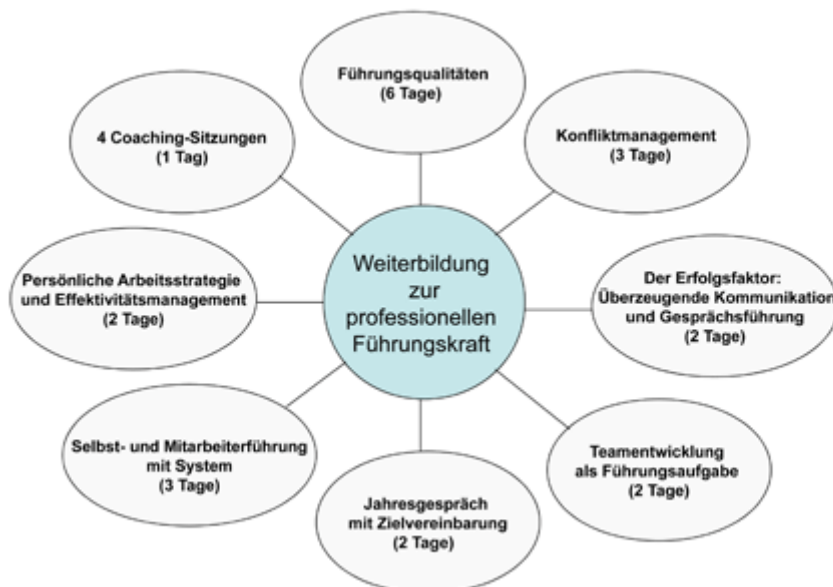 Führungsqualitäten
(6 Tage)
4 Coaching-Sitzungen
(1 Tag)
Konfliktmanagement
(3 Tage)
Weiterbildung
zur
professionellen
Führungskraft
Persönliche Arbeitsstrategie
und Effektivitätsmanagement
(2 Tage)
Der Erfolgsfaktor:
Überzeugende Kommunikation
und Gesprächsführung
(2 Tage)
Selbst- und Mitarbeiterführung
mit System
(3 Tage)
Teamentwicklung
als Führungsaufgabe
(2 Tage)
Jahresgespräch
mit Zielvereinbarung
(2 Tage)